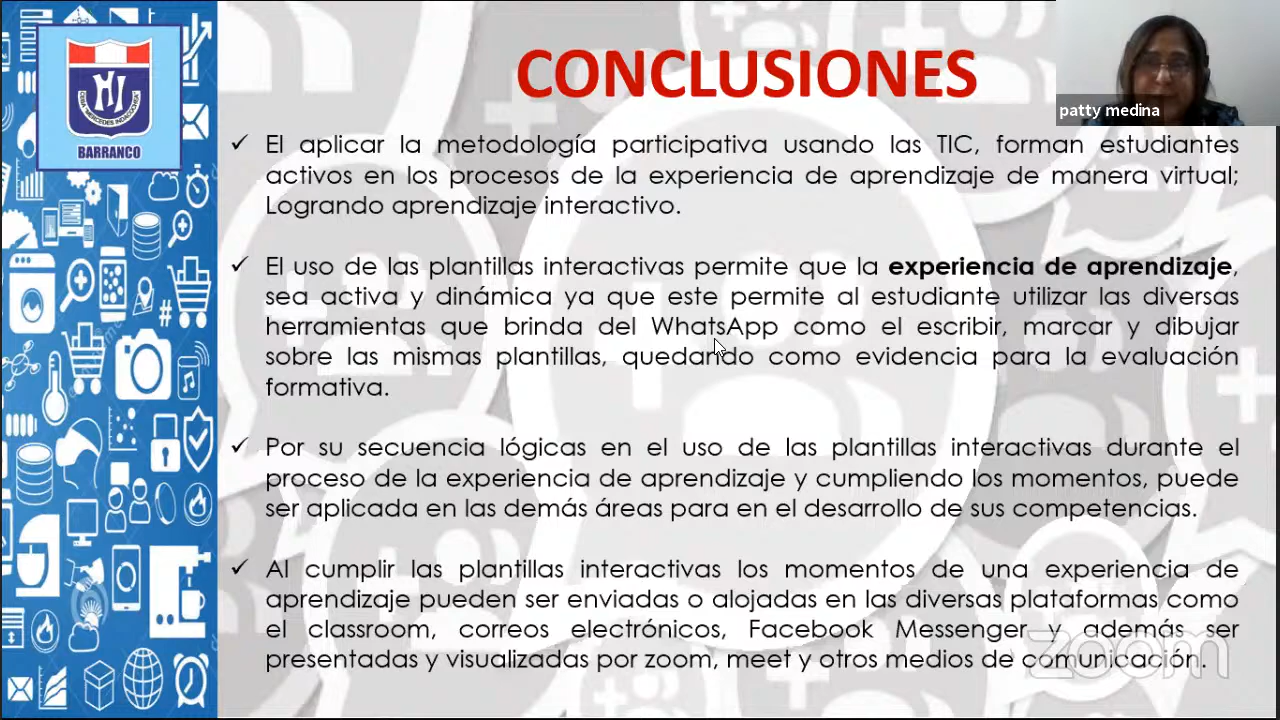 CONCLUSIONES
patty medina
BARRANCO
✓ El aplicar la metodología participativa usando las TIC, forman estudiantes
activos en los procesos de la experiencia de aprendizaje de manera virtual;
Logrando aprendizaje interactivo.
✓ El uso de las plantillas interactivas permite que la experiencia de aprendizaje,
sea activa y dinámica ya que este permite al estudiante utilizar las diversas
herramientas que brinda del WhatsApp como el escribir, marcar y dibujar
sobre las mismas plantillas, quedando como evidencia para la evaluación
formativa.
✓ Por su secuencia lógicas en el uso de las plantillas interactivas durante el
proceso de la experiencia de aprendizaje y cumpliendo los momentos, puede
ser aplicada en las demás áreas para en el desarrollo de sus competencias.
✓ Al cumplir las plantillas interactivas los momentos de una experiencia de
aprendizaje pueden ser enviadas o alojadas en las diversas plataformas como
el classroom, correos electrónicos, Facebook Messenger y además ser
presentadas y visualizadas por zoom, meet y otros medios de comunicación.
zoom